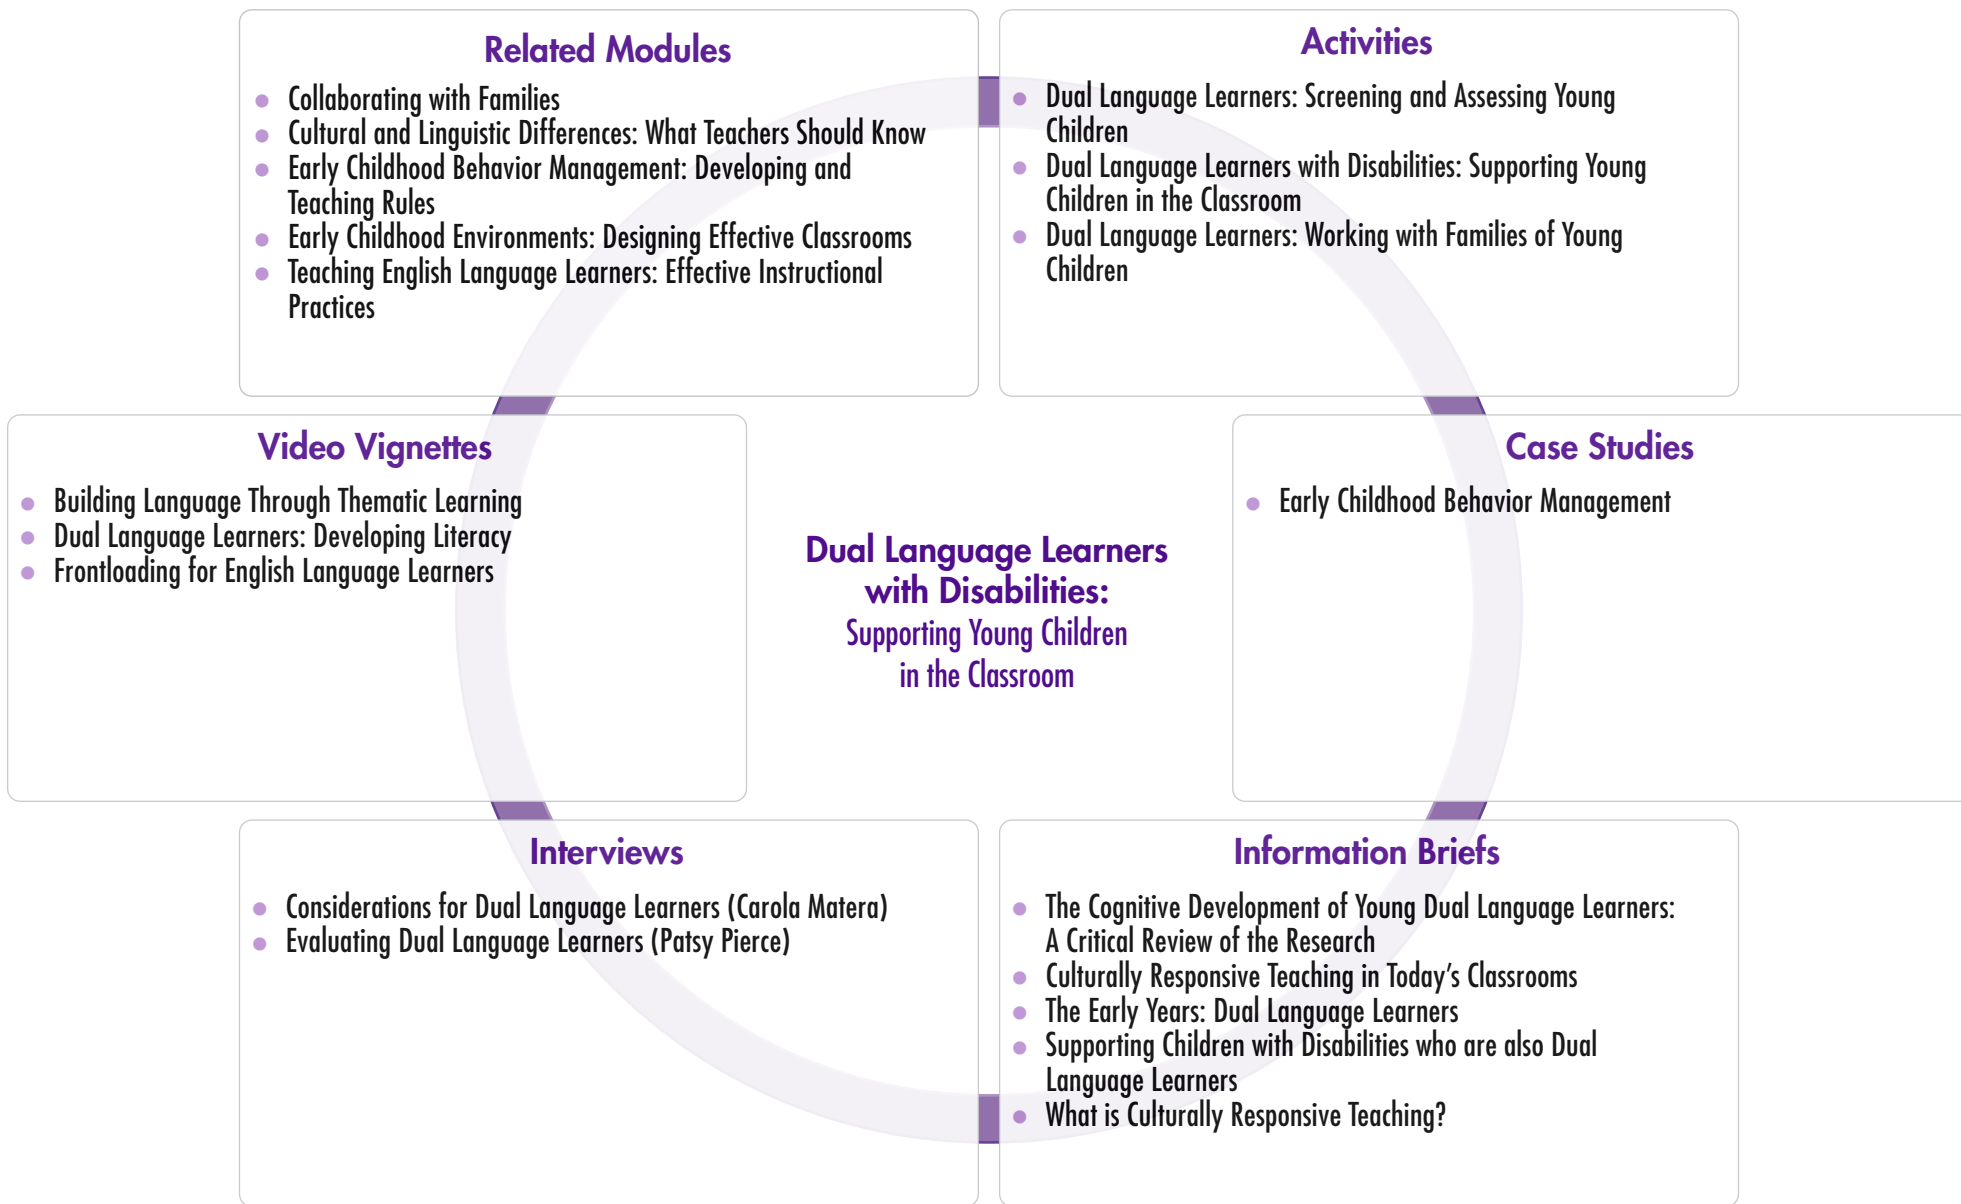 Related Modules
• Collaborating with Families
• Cultural and Linguistic Differences: What Teachers Should Know
• Early Childhood Behavior Management: Developing and
Teaching Rules
• Early Childhood Environments: Designing Effective Classrooms
• Teaching English Language Learners: Effective Instructional
Practices
Activities
• Dual Language Learners: Screening and Assessing Young
Children
• Dual Language Learners with Disabilities: Supporting Young
Children in the Classroom
• Dual Language Learners: Working with Families of Young
Children
Video Vignettes
• Building Language Through Thematic Learning
• Dual Language Learners: Developing Literacy
• Frontloading for English Language Learners
Dual Language Learners
with Disabilities:
Supporting Young Children
in the Classroom
Case Studies
• Early Childhood Behavior Management
Interviews
• Considerations for Dual Language Learners (Carola Matera)
• Evaluating Dual Language Learners (Patsy Pierce)
Information Briefs
• The Cognitive Development of Young Dual Language Learners:
A Critical Review of the Research
• Culturally Responsive Teaching in Today’s Classrooms
• The Early Years: Dual Language Learners
• Supporting Children with Disabilities who are also Dual
Language Learners
• What is Culturally Responsive Teaching?